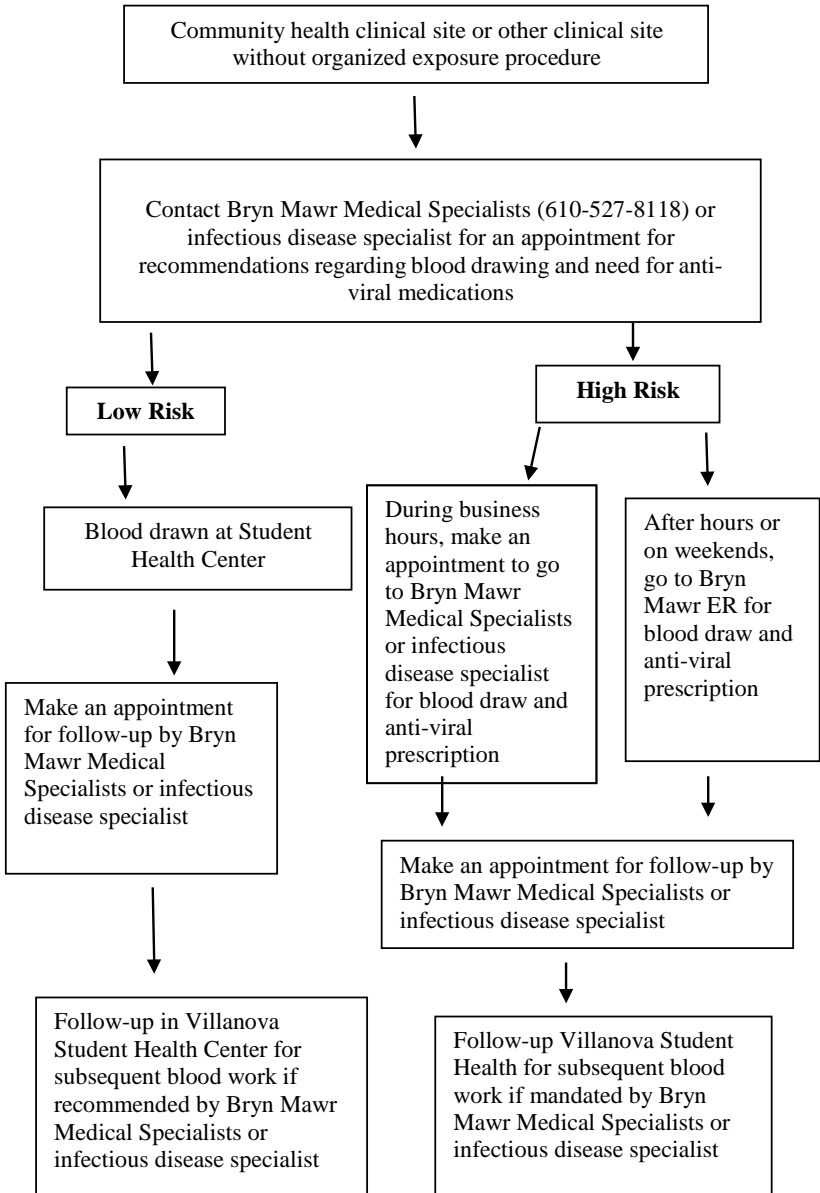 Community health clinical site or other clinical site
without organized exposure procedure
Contact Bryn Mawr Medical Specialists (610-527-8118) or
infectious disease specialist for an appointment for
recommendations regarding blood drawing and need for anti-
viral medications
Low Risk
High Risk
Blood drawn at Student
Health Center
During business
hours, make an
appointment to go
to Bryn Mawr
Medical Specialists
or infectious
disease specialist
for blood draw and
anti-viral
prescription
After hours or
on weekends,
go to Bryn
Mawr ER for
blood draw and
anti-viral
prescription
Make an appointment
for follow-up by Bryn
Mawr Medical
Specialists or infectious
disease specialist
Make an appointment for follow-up by
Bryn Mawr Medical Specialists or
infectious disease specialist
Follow-up in Villanova
Student Health Center for
subsequent blood work if
recommended by Bryn Mawr
Medical Specialists or
infectious disease specialist
Follow-up Villanova Student
Health for subsequent blood
work if mandated by Bryn
Mawr Medical Specialists or
infectious disease specialist